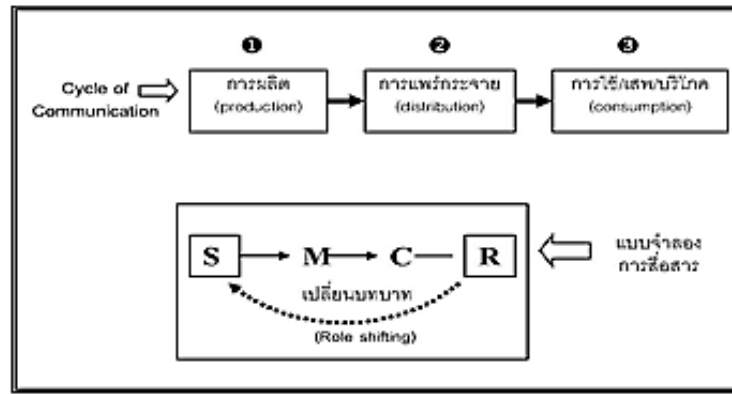 ❶ ❷ ❸
Cycle of
Communication
การผลิต
(production)
การแพร่กระจาย
(distribution)
การใช้/เสพ/บริโภค
(consumption)
S M C R
เปลี่ยนบทบาท
(Role shifting)
แบบจำลอง
การสื่อสาร